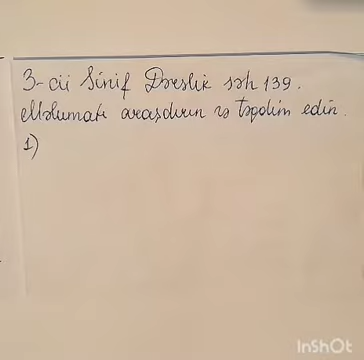 3-cü Sinif Dərslik səh 139.
Məlumatı araşdırın və təqdim edin.
1)
InShOt